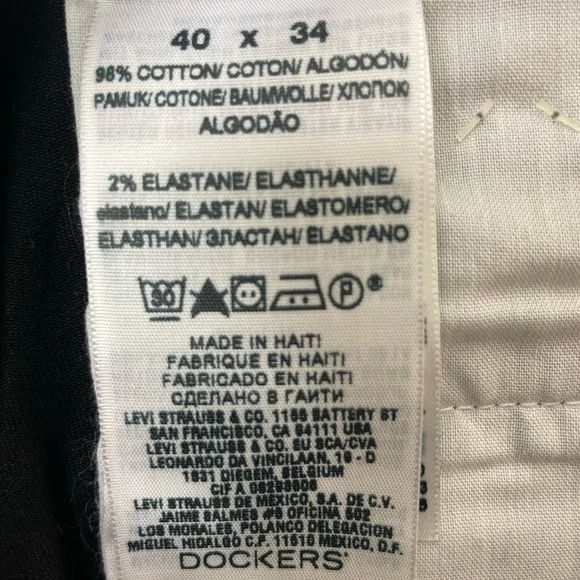 40 x 34
98% COTTON/ COTON/ ALGODÓN/
PAMUK/ COTONE/ BAUMWOLLE/ ХЛОПОК/
ALGODÃO
2% ELASTANE/ ELASTHANNE/
elastano/ ELASTAN/ ELASTOMERO/
ELASTHAN/ ЭЛАСТАН/ ELASTANO
30 P ®
MADE IN HAITI
FABRIQUE EN HAITI
FABRICADO EN HAITI
СДЕЛАНО В ГАИТИ
LEVI STRAUSS & CO. 1155 BATTERY ST
SAN FRANCISCO, CA 94111 USA
LEVI STRAUSS & CO. EU SCA/CVA
LEONARDO DA VINCILAAN, 19 - D
1831 DIEGEM, BELGIUM
CIF A
LEVI STRAUSS DE MEXICO, S.A. DE C.V.
JAIME BALMES #8 OFICINA 602
LOS MORALES, POLANCO DELEGACION
MIGUEL HIDALGO C.P. 11510 MEXICO, D.F.
DOCKERS®